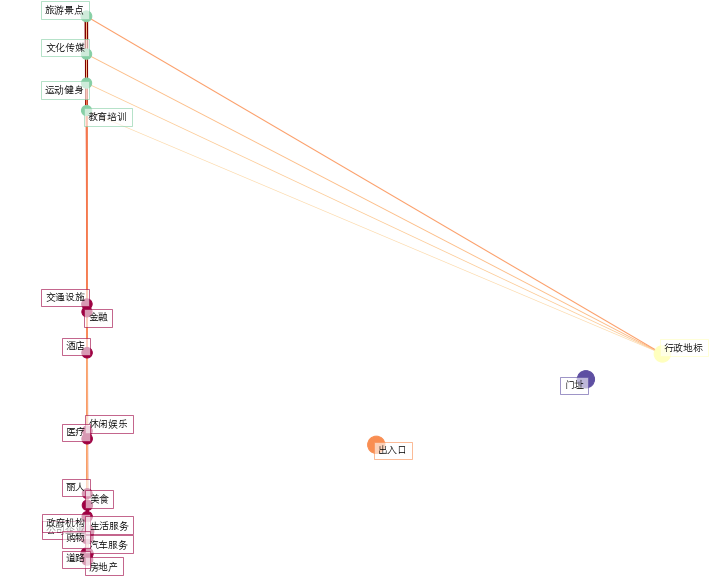 旅游景点
文化传媒
运动健身
教育培训
交通设施
金融
酒店
行政地标
门址
休闲娱乐
医疗
出入口
丽人
美食
政府机构
生活服务
购物
汽车服务
道路
房地产